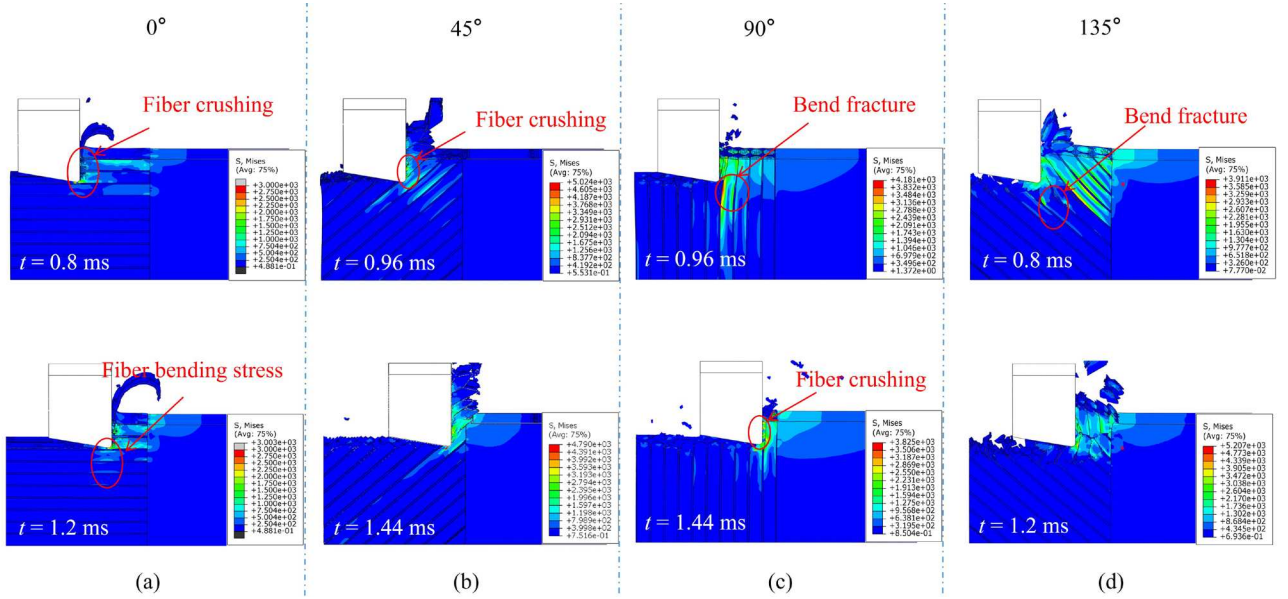 0°
45°
90°
135°
Fiber crushing
S, Mises
(Avg: 75%)
+3.000e+03
+2.750e+03
+2.500e+03
+2.250e+03
+2.000e+03
+1.750e+03
+1.500e+03
+1.250e+03
+1.000e+03
+7.504e+02
+5.004e+02
+2.504e+02
+4.881e-01
t = 0.8 ms
Fiber crushing
S, Mises
(Avg: 75%)
+5.024e+03
+4.605e+03
+4.187e+03
+3.768e+03
+3.349e+03
+2.931e+03
+2.512e+03
+2.094e+03
+1.675e+03
+1.256e+03
+8.377e+02
+4.192e+02
+5.531e-01
t = 0.96 ms
Bend fracture
S, Mises
(Avg: 75%)
+4.181e+03
+3.832e+03
+3.484e+03
+3.136e+03
+2.788e+03
+2.439e+03
+2.091e+03
+1.743e+03
+1.394e+03
+1.046e+03
+6.979e+02
+3.496e+02
+1.372e+00
t = 0.96 ms
Bend fracture
S, Mises
(Avg: 75%)
+3.911e+03
+3.585e+03
+3.259e+03
+2.933e+03
+2.607e+03
+2.281e+03
+1.955e+03
+1.630e+03
+1.304e+03
+9.777e+02
+6.518e+02
+3.260e+02
+7.770e-02
t = 0.8 ms
Fiber bending stress
S, Mises
(Avg: 75%)
+3.003e+03
+3.000e+03
+2.750e+03
+2.500e+03
+2.250e+03
+2.000e+03
+1.750e+03
+1.500e+03
+1.250e+03
+1.000e+03
+7.504e+02
+5.004e+02
+2.504e+02
+4.881e-01
t = 1.2 ms
S, Mises
(Avg: 75%)
+4.790e+03
+4.391e+03
+3.992e+03
+3.593e+03
+3.193e+03
+2.794e+03
+2.395e+03
+1.996e+03
+1.597e+03
+1.198e+03
+7.989e+02
+3.998e+02
+7.516e-01
t = 1.44 ms
Fiber crushing
S, Mises
(Avg: 75%)
+3.825e+03
+3.506e+03
+3.187e+03
+2.869e+03
+2.550e+03
+2.231e+03
+1.913e+03
+1.594e+03
+1.275e+03
+9.568e+02
+6.381e+02
+3.195e+02
+8.504e-01
t = 1.44 ms
S, Mises
(Avg: 75%)
+5.207e+03
+4.773e+03
+4.339e+03
+3.905e+03
+3.472e+03
+3.038e+03
+2.604e+03
+2.170e+03
+1.736e+03
+1.302e+03
+8.684e+02
+4.345e+02
+6.936e-01
t = 1.2 ms
(a)
(b)
(c)
(d)